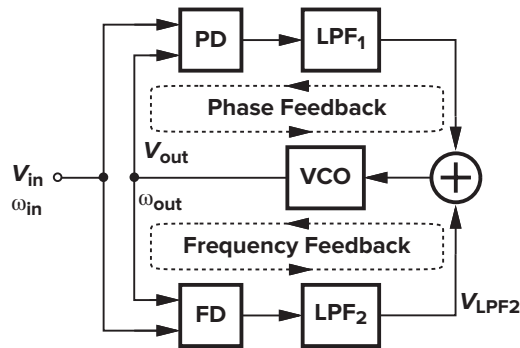 PD
LPF1
Phase Feedback
Vout
Vin
ωin
VCO
ωout
Frequency Feedback
FD
LPF2
VLPF2